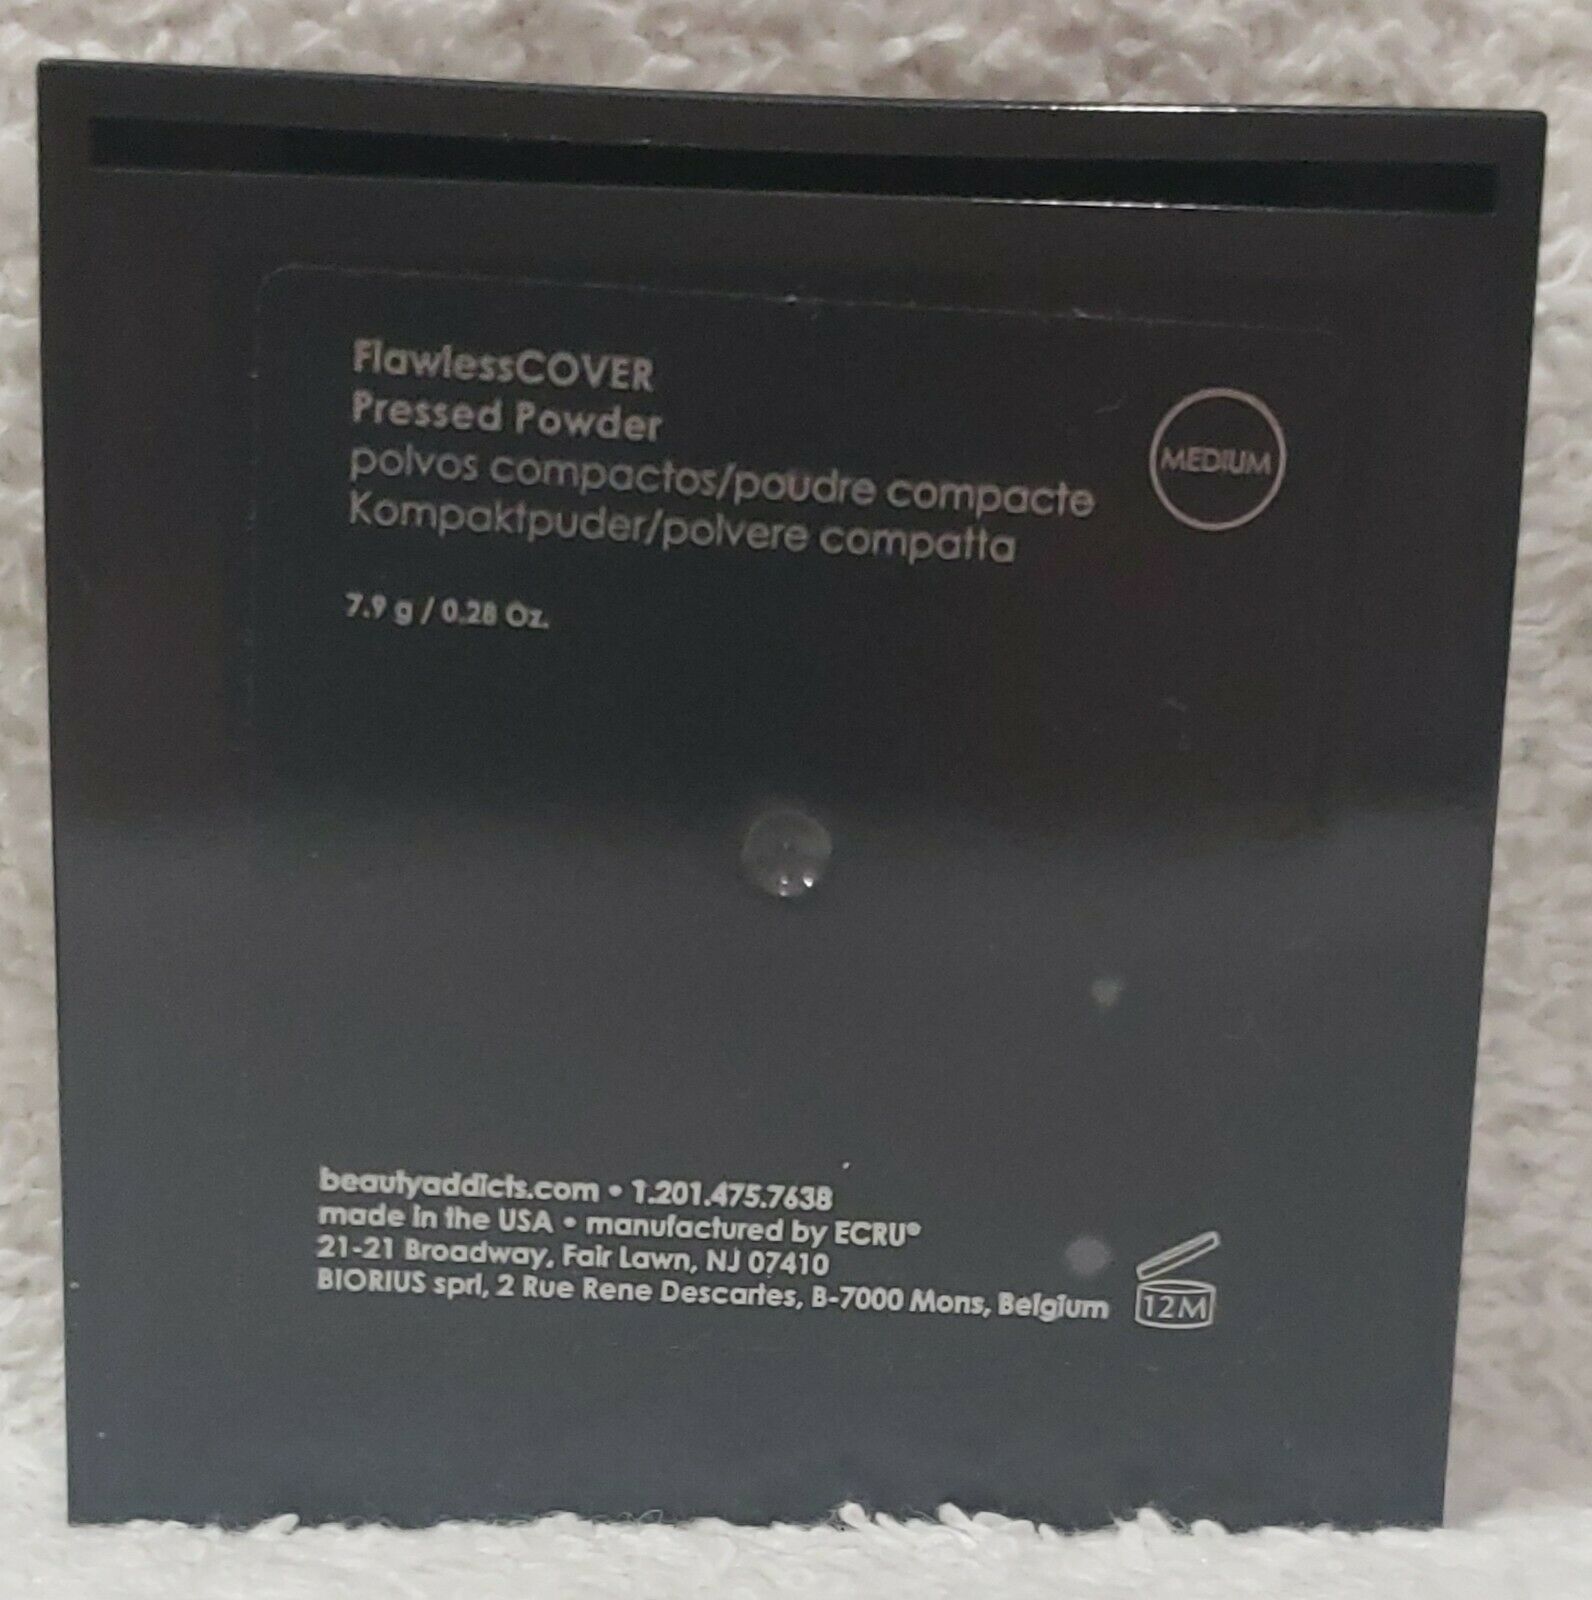 FlawlessCOVER
Pressed Powder
polvos compactos/poudre compacte
Kompaktpuder/polvere compatta
MEDIUM
7.9 g / 0.28 Oz.
beautyaddicts.com • 1.201.475.7638
made in the USA • manufactured by ECRU®
21-21 Broadway, Fair Lawn, NJ 07410
BIORIUS sprl, 2 Rue Rene Descartes, B-7000 Mons, Belgium
12M